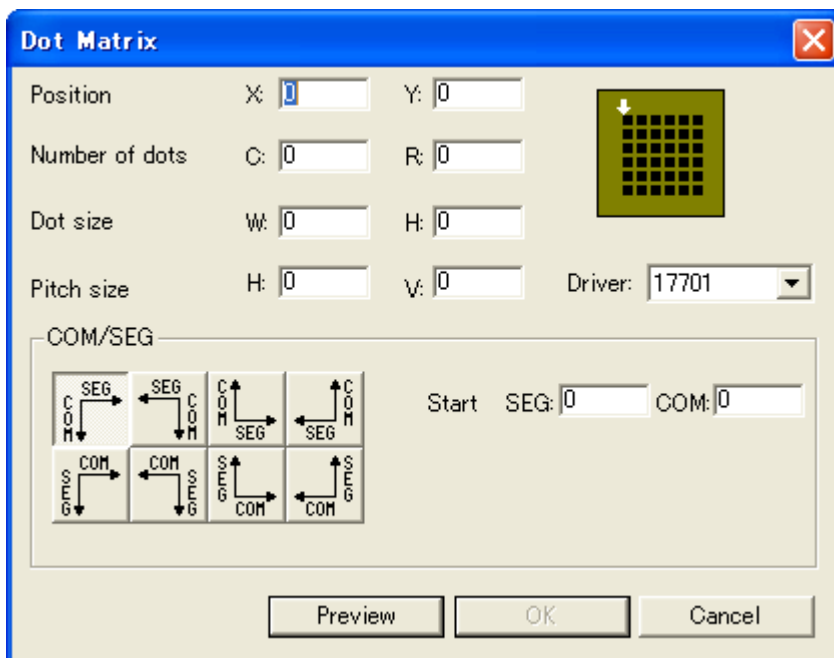 Dot Matrix
Position X: 0 Y: 0
Number of dots C: 0 R: 0
Dot size W: 0 H: 0
Pitch size H: 0 V: 0 Driver: 17701
COM/SEG
SEG COM SEG COM COM SEG COM SEG
Start SEG: 0 COM: 0
COM SEG COM SEG SEG COM SEG COM
Preview OK Cancel